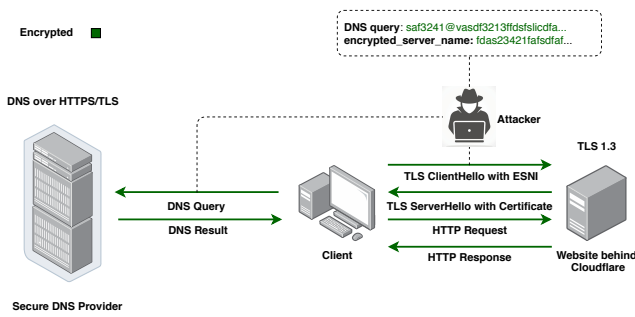 DNS query: saf3241@vasdf3213ffdsfslicdfa...
encrypted_server_name: fdas23421fafsdfaf...
Encrypted
DNS over HTTPS/TLS
Attacker
TLS 1.3
TLS ClientHello with ESNI
DNS Query
TLS ServerHello with Certificate
DNS Result
HTTP Request
Client
HTTP Response
Website behind
Cloudflare
Secure DNS Provider